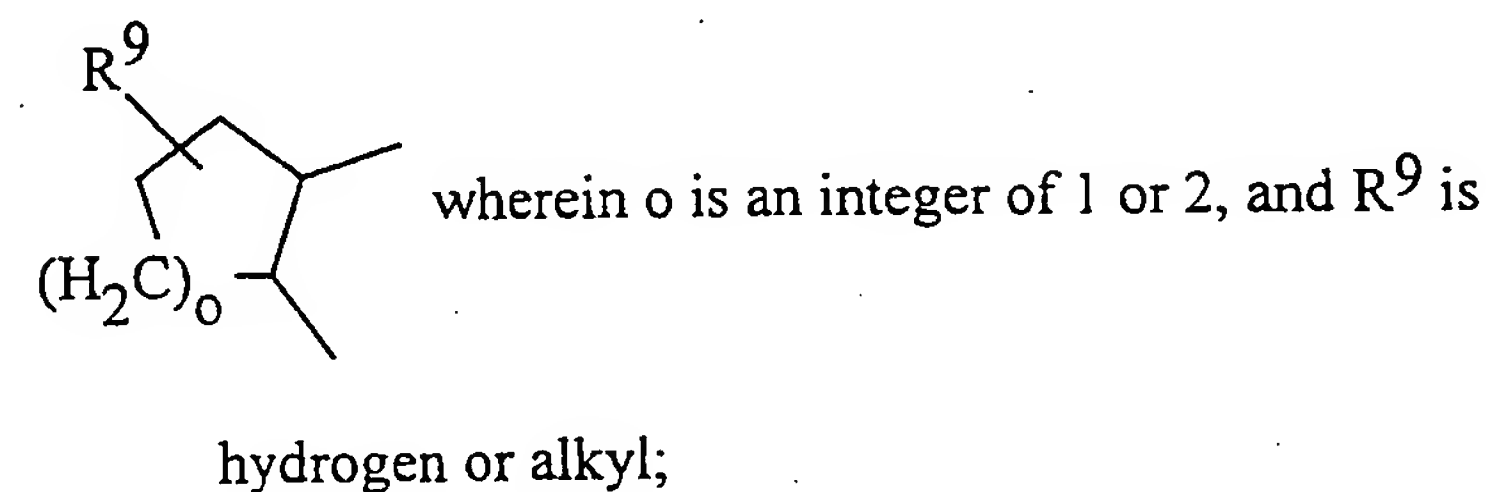 R⁹
wherein o is an integer of 1 or 2, and R⁹ is
(H₂C)ₒ
hydrogen or alkyl;